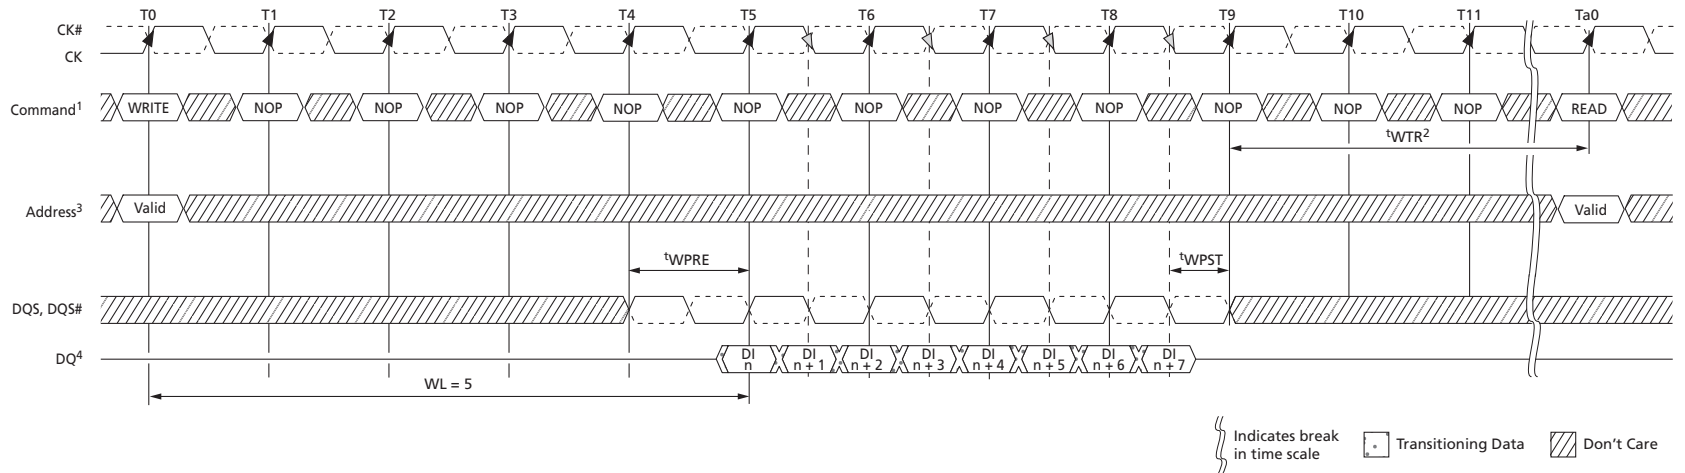 T0 T1 T2 T3 T4 T5 T6 T7 T8 T9 T10 T11 Ta0
CK#
CK
Command1 WRITE NOP NOP NOP NOP NOP NOP NOP NOP NOP NOP NOP READ
tWTR2
Address3 Valid Valid
tWPRE tWPST
DQS, DQS#
DQ4 DI n DI n + 1 DI n + 2 DI n + 3 DI n + 4 DI n + 5 DI n + 6 DI n + 7
WL = 5
Indicates break
in time scale
Transitioning Data
Don't Care